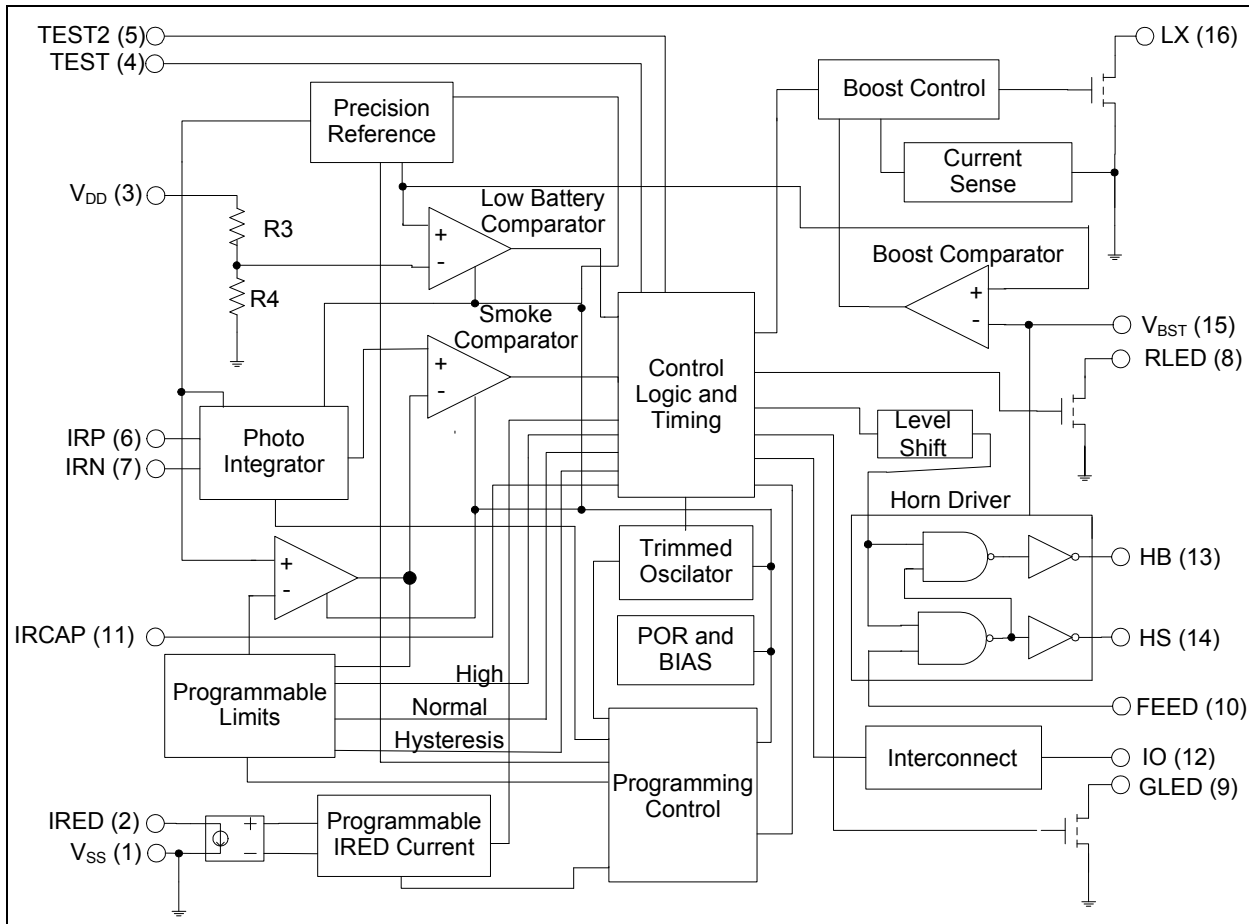 TEST2 (5)
TEST (4)
LX (16)
Precision
Reference
Boost Control
Current
Sense
VDD (3)
R3
R4
Low Battery
Comparator
+
-
Boost Comparator
+
-
Smoke
Comparator
+
-
VBST (15)
RLED (8)
Control
Logic and
Timing
Level
Shift
IRP (6)
IRN (7)
Photo
Integrator
Horn Driver
+
-
Trimmed
Oscilator
HB (13)
IRCAP (11)
POR and
BIAS
HS (14)
Programmable
Limits
High
Normal
Hysteresis
FEED (10)
Programming
Control
Interconnect
IO (12)
GLED (9)
IRED (2)
VSS (1)
+
−
Programmable
IRED Current